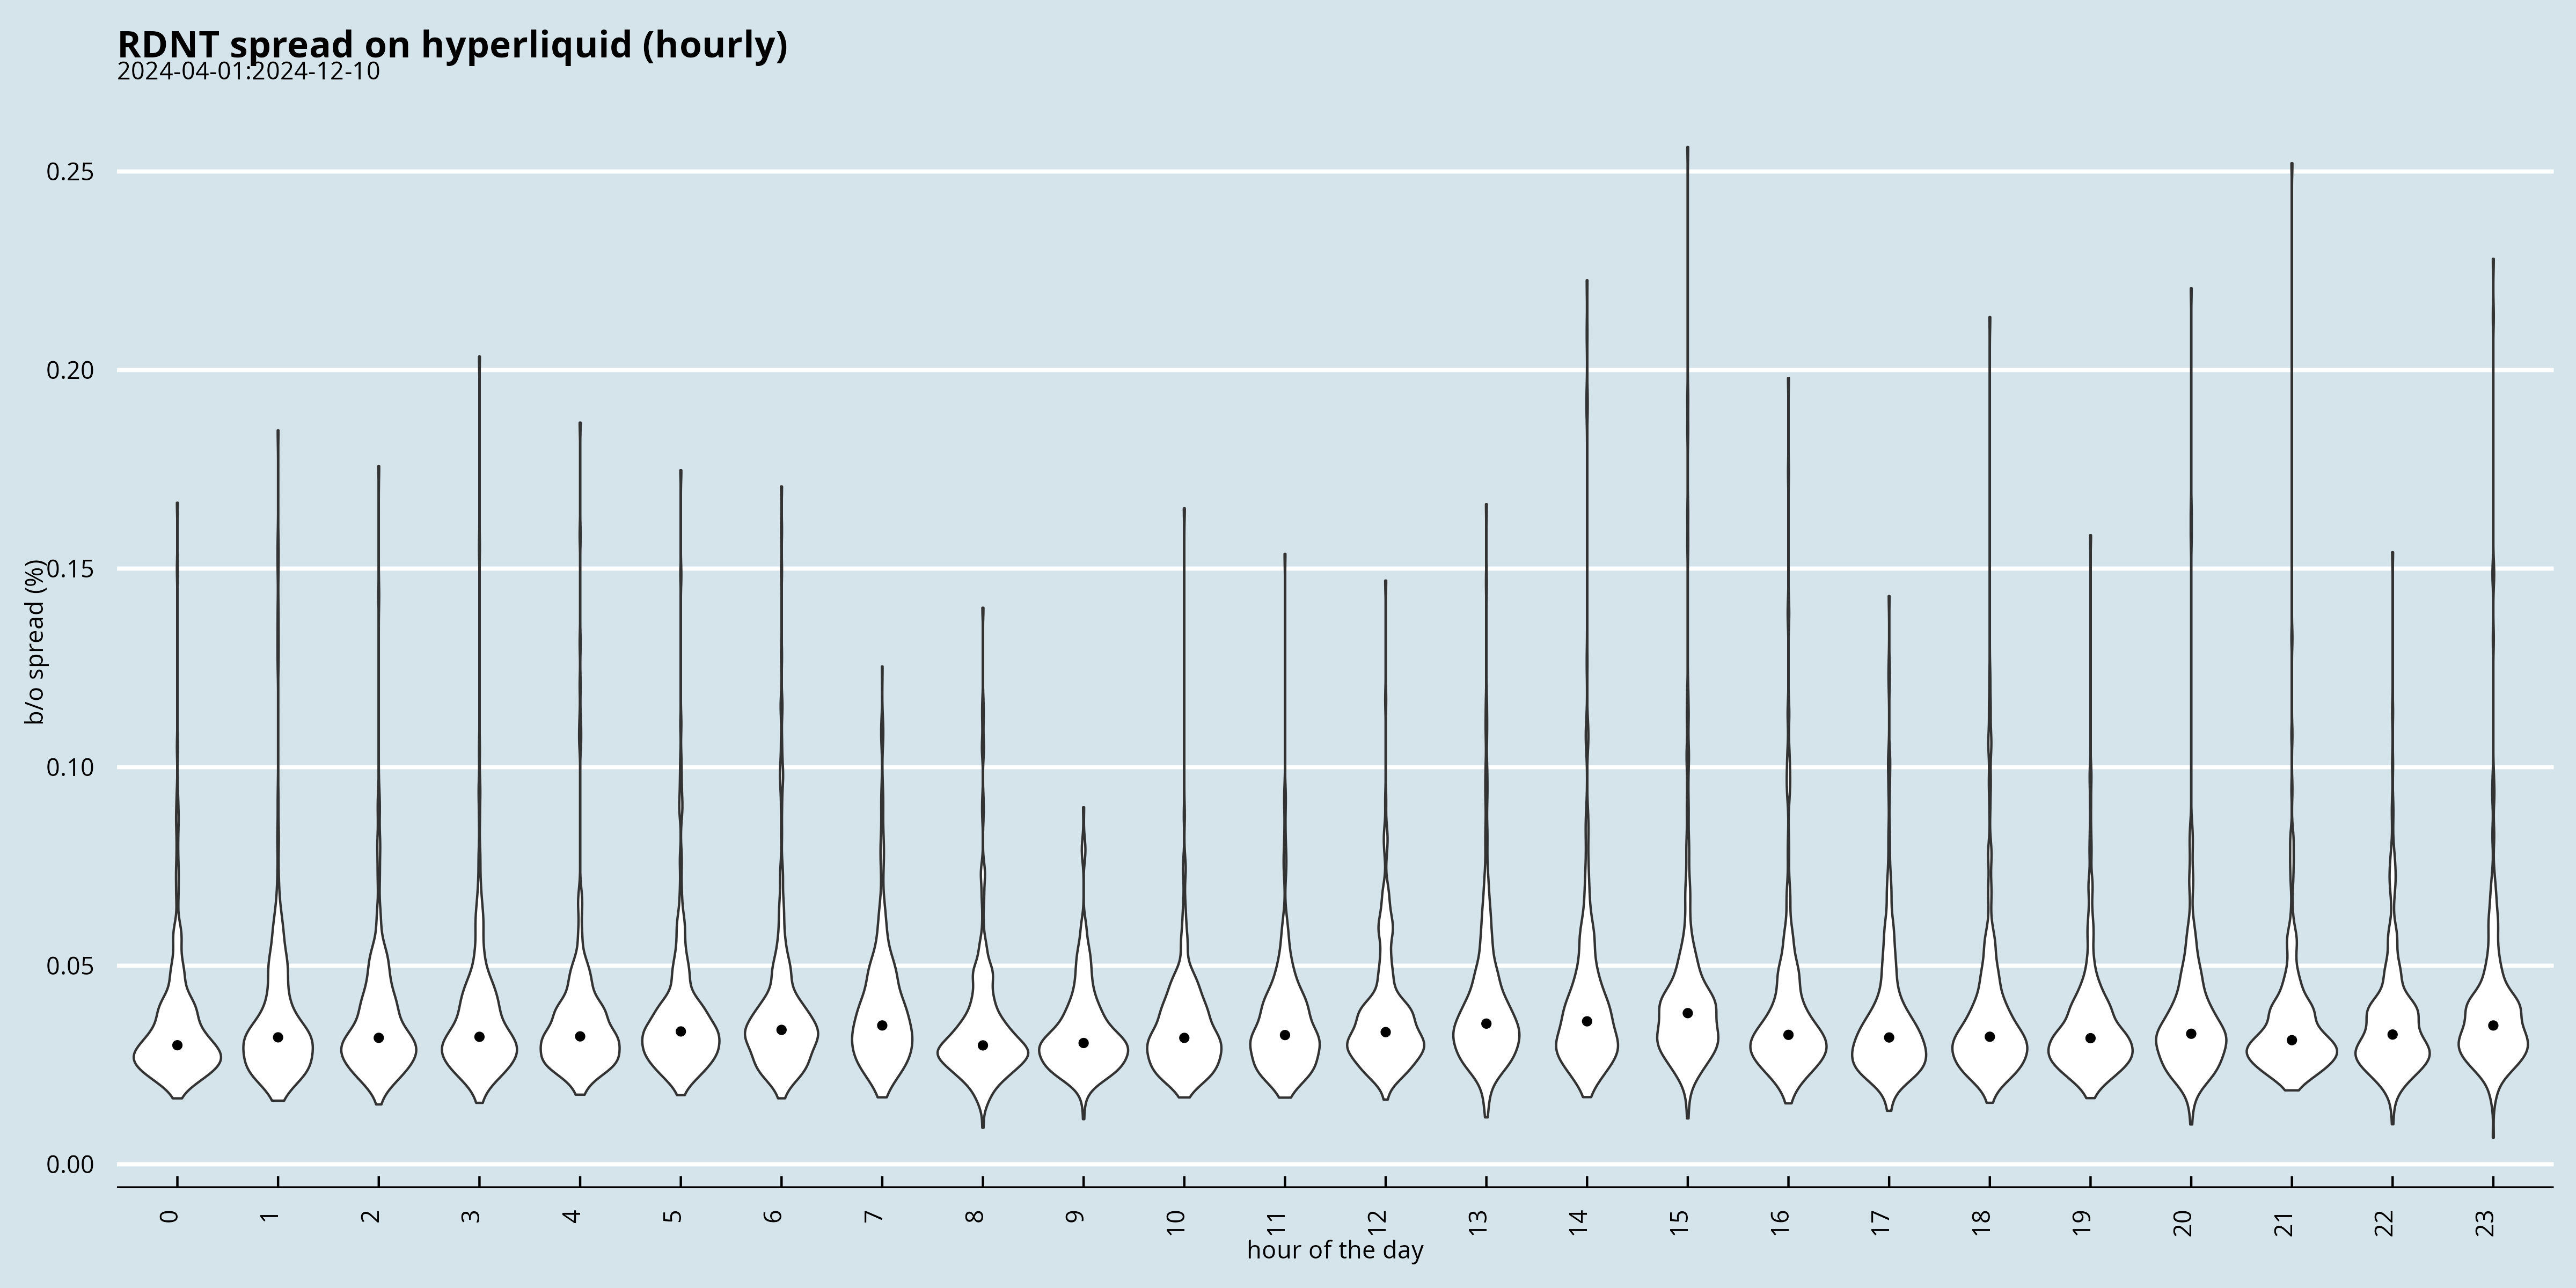 RDNT spread on hyperliquid (hourly)
2024-04-01:2024-12-10
0.25
0.20
0.15
0.10
0.05
0.00
b/o spread (%)
0 1 2 3 4 5 6 7 8 9 10 11 12 13 14 15 16 17 18 19 20 21 22 23
hour of the day